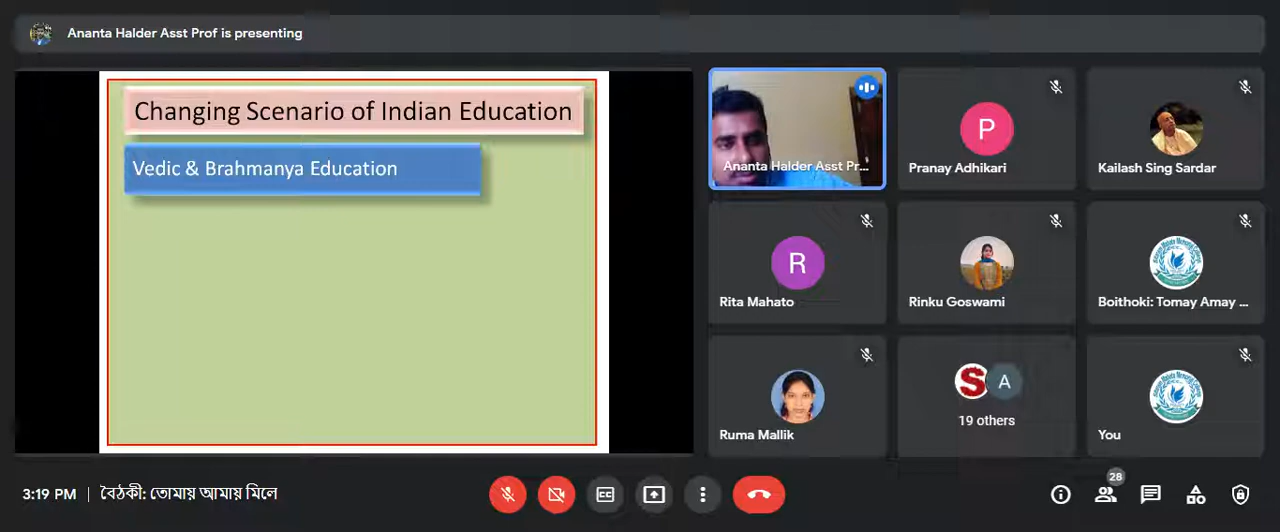 Ananta Halder Asst Prof is presenting
Changing Scenario of Indian Education
Vedic & Brahmanya Education
Ananta Halder Asst Pr...
P
Pranay Adhikari
Kailash Sing Sardar
R
Rita Mahato
Rinku Goswami
Boithoki: Tomay Amay ...
Ruma Mallik
S
A
19 others
You
3:19 PM | বৈঠকী: তোমায় আমায় মিলে
CC
28